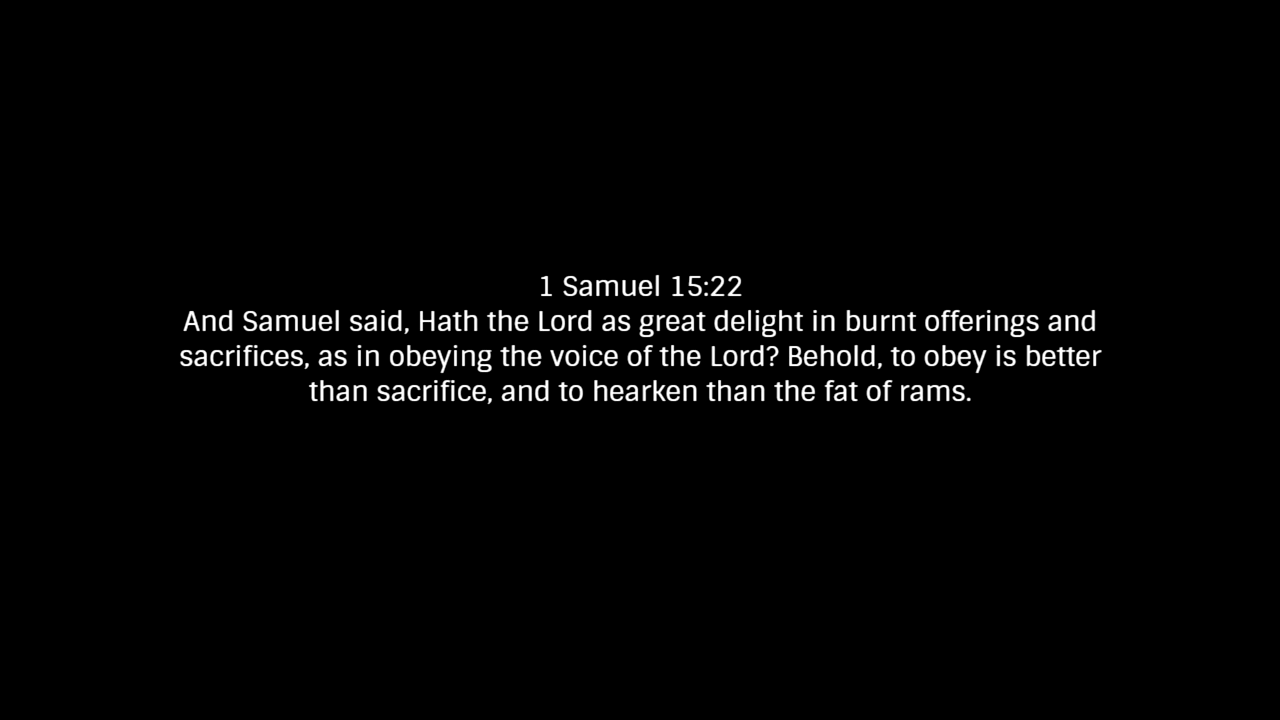 1 Samuel 15:22
And Samuel said, Hath the Lord as great delight in burnt offerings and
sacrifices, as in obeying the voice of the Lord? Behold, to obey is better
than sacrifice, and to hearken than the fat of rams.